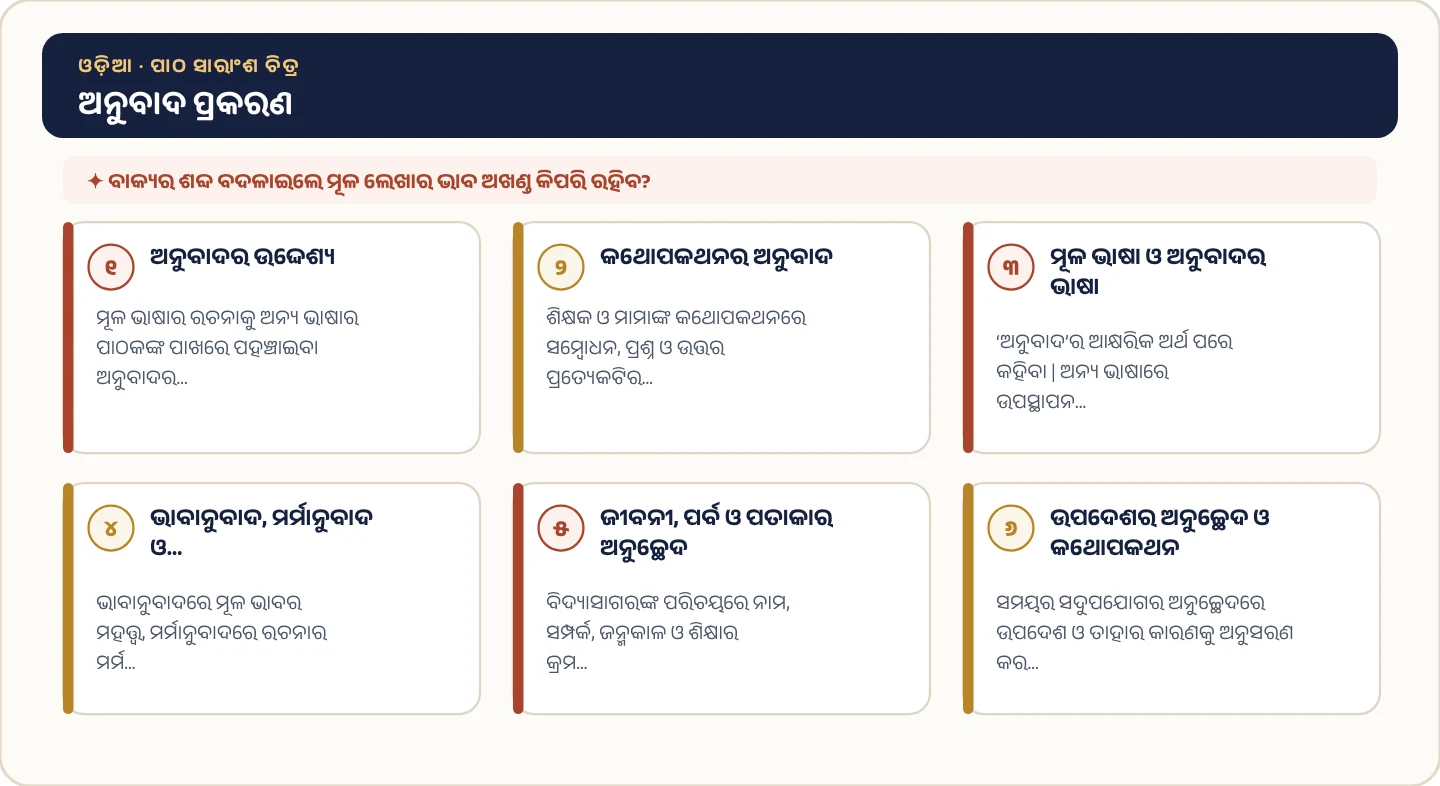 ଓଡ଼ିଆ · ପାଠ ସାରାଂଶ ଚିତ୍ର
ଅନୁବାଦ ପ୍ରକରଣ
✦ ବାକ୍ୟର ଶବ୍ଦ ବଦଳାଇଲେ ମୂଳ ଲେଖାର ଭାବ ଅଖଣ୍ଡ କିପରି ରହିବ?
୧
ଅନୁବାଦର ଉଦ୍ଦେଶ୍ୟ
ମୂଳ ଭାଷାର ରଚନାକୁ ଅନ୍ୟ ଭାଷାର
ପାଠକଙ୍କ ପାଖରେ ପହଞ୍ଚାଇବା
ଅନୁବାଦର...
୨
କଥୋପକଥନର ଅନୁବାଦ
ଶିକ୍ଷକ ଓ ମାମାଙ୍କ କଥୋପକଥନରେ
ସମ୍ବୋଧନ, ପ୍ରଶ୍ନ ଓ ଉତ୍ତର
ପ୍ରତ୍ୟେକଟିର...
୩
ମୂଳ ଭାଷା ଓ ଅନୁବାଦର
ଭାଷା
‘ଅନୁବାଦ’ର ଆକ୍ଷରିକ ଅର୍ଥ ପରେ
କହିବା | ଅନ୍ୟ ଭାଷାରେ
ଉପସ୍ଥାପନ...
୪
ଭାବାନୁବାଦ, ମର୍ମାନୁବାଦ
ଓ...
ଭାବାନୁବାଦରେ ମୂଳ ଭାବର
ମହତ୍ତ୍ୱ, ମର୍ମାନୁବାଦରେ ରଚନାର
ମର୍ମ...
୫
ଜୀବନୀ, ପର୍ବ ଓ ପତାକାର
ଅନୁଚ୍ଛେଦ
ବିଦ୍ୟାସାଗରଙ୍କ ପରିଚୟରେ ନାମ,
ସମ୍ପର୍କ, ଜନ୍ମକାଳ ଓ ଶିକ୍ଷାର
କ୍ରମ...
୬
ଉପଦେଶର ଅନୁଚ୍ଛେଦ ଓ
କଥୋପକଥନ
ସମୟର ସଦୁପଯୋଗର ଅନୁଚ୍ଛେଦରେ
ଉପଦେଶ ଓ ତାହାର କାରଣକୁ ଅନୁସରଣ
କର...